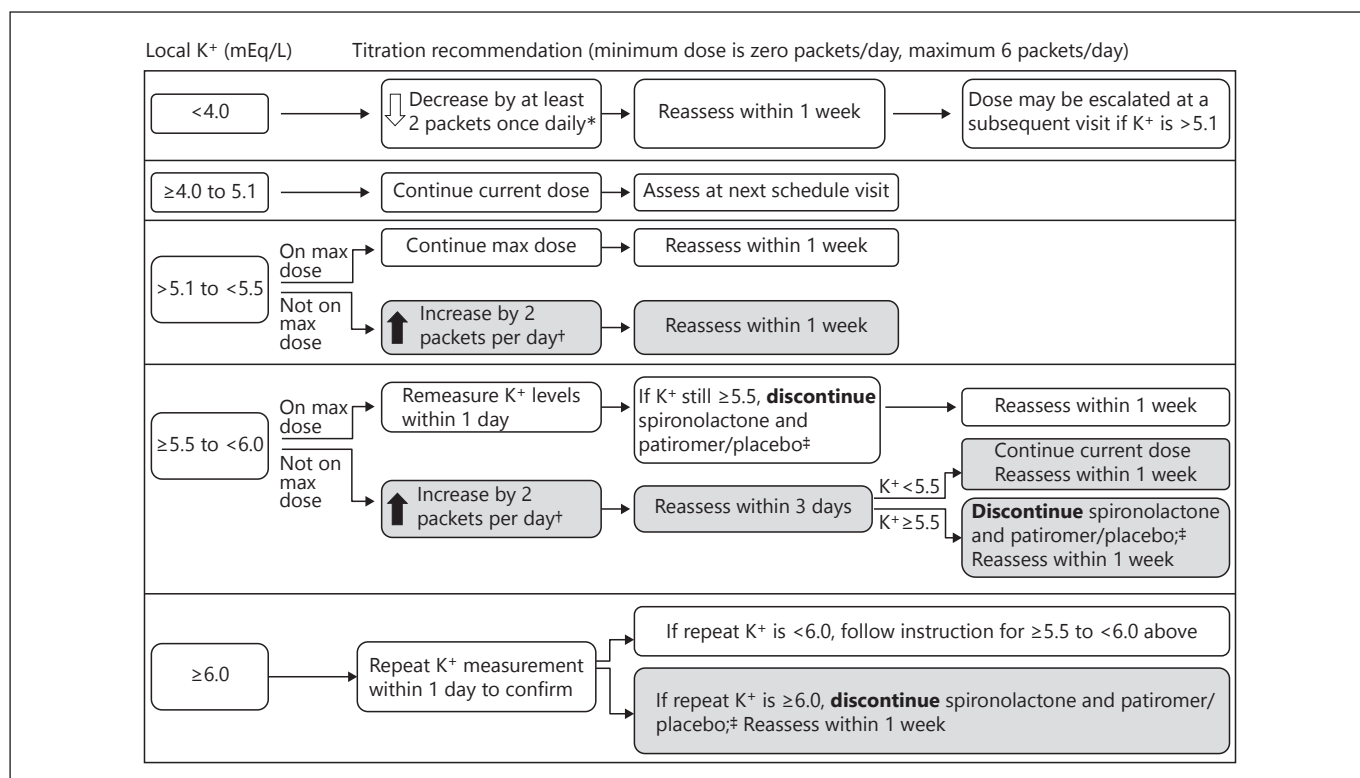 Local K⁺ (mEq/L) Titration recommendation (minimum dose is zero packets/day, maximum 6 packets/day)
<4.0
Decrease by at least
2 packets once daily*
Reassess within 1 week
Dose may be escalated at a
subsequent visit if K⁺ is >5.1
≥4.0 to 5.1
Continue current dose
Assess at next schedule visit
>5.1 to <5.5
On max
dose
Continue max dose
Reassess within 1 week
Not on
max
dose
Increase by 2
packets per day†
Reassess within 1 week
≥5.5 to <6.0
On max
dose
Remeasure K⁺ levels
within 1 day
If K⁺ still ≥5.5, discontinue
spironolactone and
patiromer/placebo‡
Reassess within 1 week
Not on
max
dose
Increase by 2
packets per day†
Reassess within 3 days
K⁺<5.5
Continue current dose
Reassess within 1 week
K⁺≥5.5
Discontinue spironolactone
and patiromer/placebo;‡
Reassess within 1 week
≥6.0
Repeat K⁺ measurement
within 1 day to confirm
If repeat K⁺ is <6.0, follow instruction for ≥5.5 to <6.0 above
If repeat K⁺ is ≥6.0, discontinue spironolactone and patiromer/
placebo;‡ Reassess within 1 week